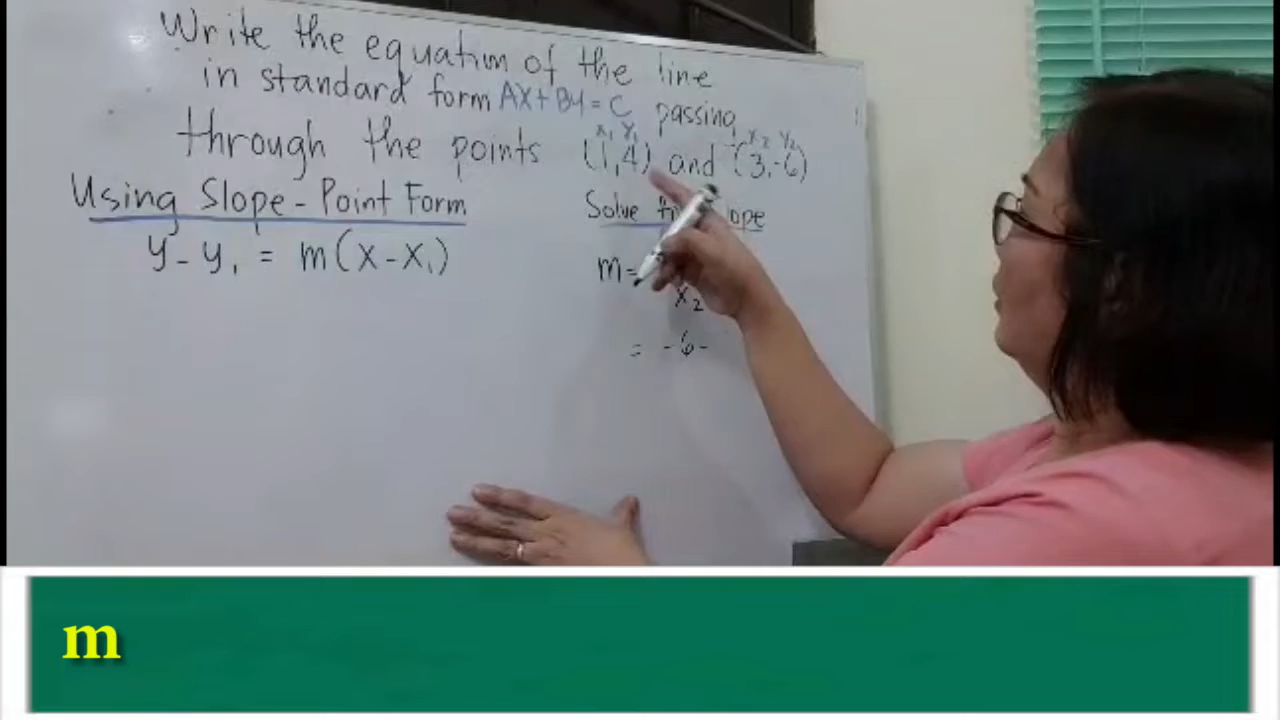 Write the equation of the line
in standard form AX + BY = C passing
x₁ y₁ x₂ y₂
through the points (1,4) and (3,-6)
Using Slope - Point Form
Solve
y - y₁ = m(x - x₁)
m =
x₂
= -6-
m